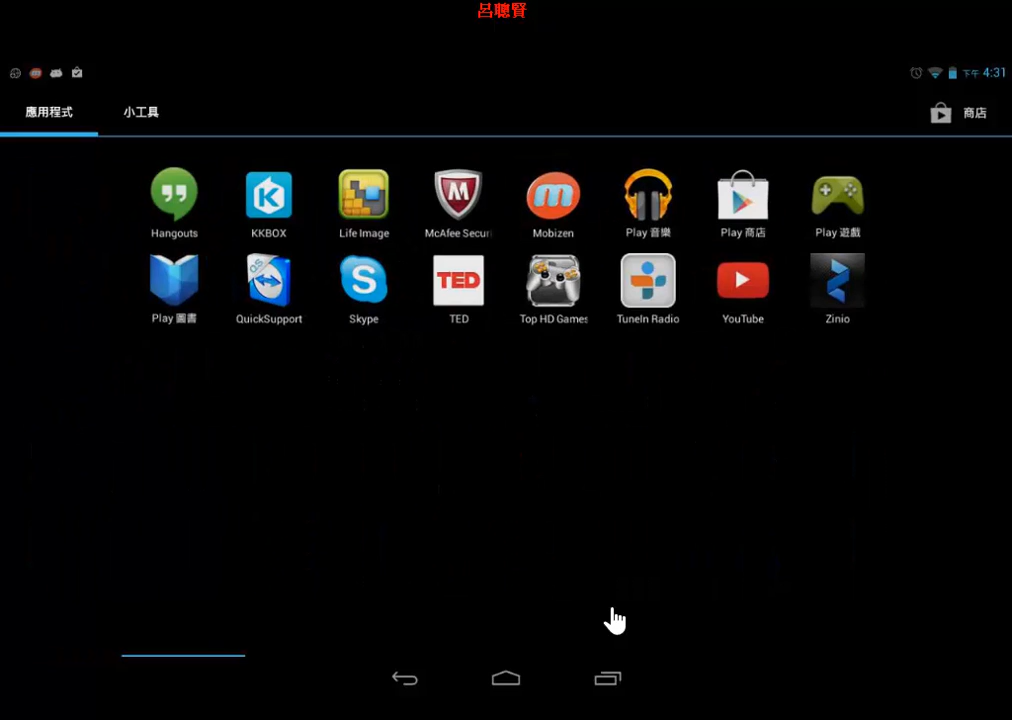 呂聰賢
下午 4:31
應用程式 小工具 商店
Hangouts KKBOX Life Image McAfee Secur Mobizen Play 音樂 Play 商店 Play 遊戲
QS TED
Play 圖書 QuickSupport Skype TED Top HD Games TuneIn Radio YouTube Zinio